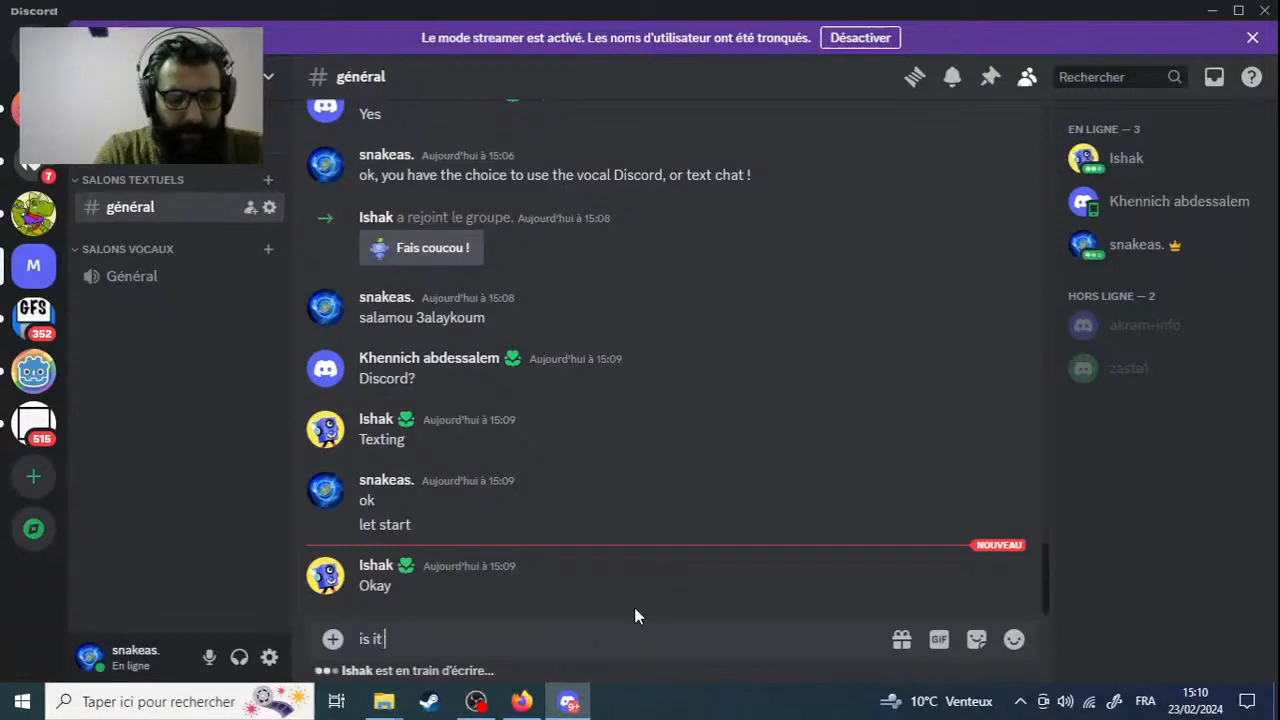 Discord
Le mode streamer est activé. Les noms d'utilisateur ont été tronqués.
Désactiver
général
Rechercher
7
SALONS TEXTUELS
général
SALONS VOCAUX
Général
M
GFS
352
515
Yes
snakeas. Aujourd'hui à 15:06
ok, you have the choice to use the vocal Discord, or text chat !
Ishak a rejoint le groupe. Aujourd'hui à 15:08
Fais coucou !
snakeas. Aujourd'hui à 15:08
salamou 3alaykoum
Khennich abdessalem Aujourd'hui à 15:09
Discord?
Ishak Aujourd'hui à 15:09
Texting
snakeas. Aujourd'hui à 15:09
ok
let start
NOUVEAU
Ishak Aujourd'hui à 15:09
Okay
is it
GIF
Ishak est en train d'écrire...
EN LIGNE — 3
Ishak
Khennich abdessalem
snakeas.
HORS LIGNE — 2
akram-info
zasta1
snakeas.
En ligne
Taper ici pour rechercher
9+
10°C Venteux
FRA
15:10
23/02/2024